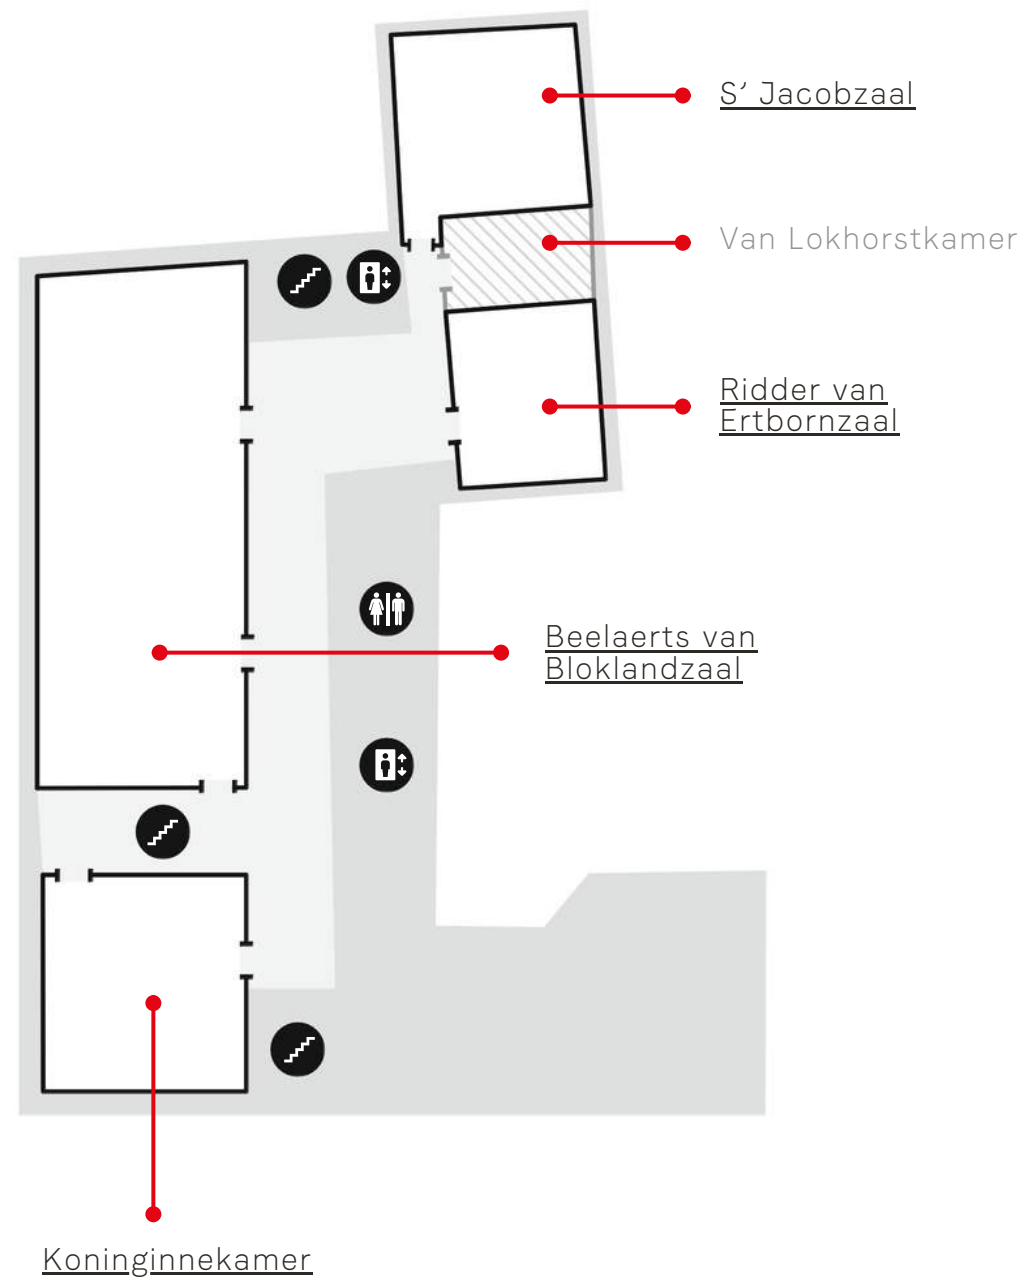 S’ Jacobzaal
Van Lokhorstkamer
Ridder van
Ertbornzaal
Beelaerts van
Bloklandzaal
Koninginnekamer